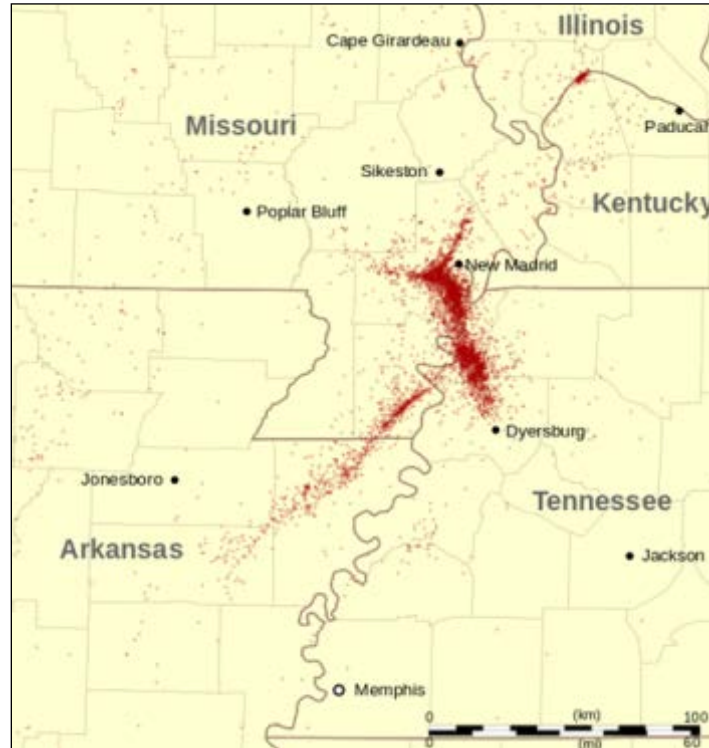 Illinois
Cape Girardeau
Missouri
Paducah
Sikeston
Poplar Bluff
Kentucky
New Madrid
Dyersburg
Jonesboro
Tennessee
Arkansas
Jackson
Memphis
0 (km) 100
0 (mi) 60